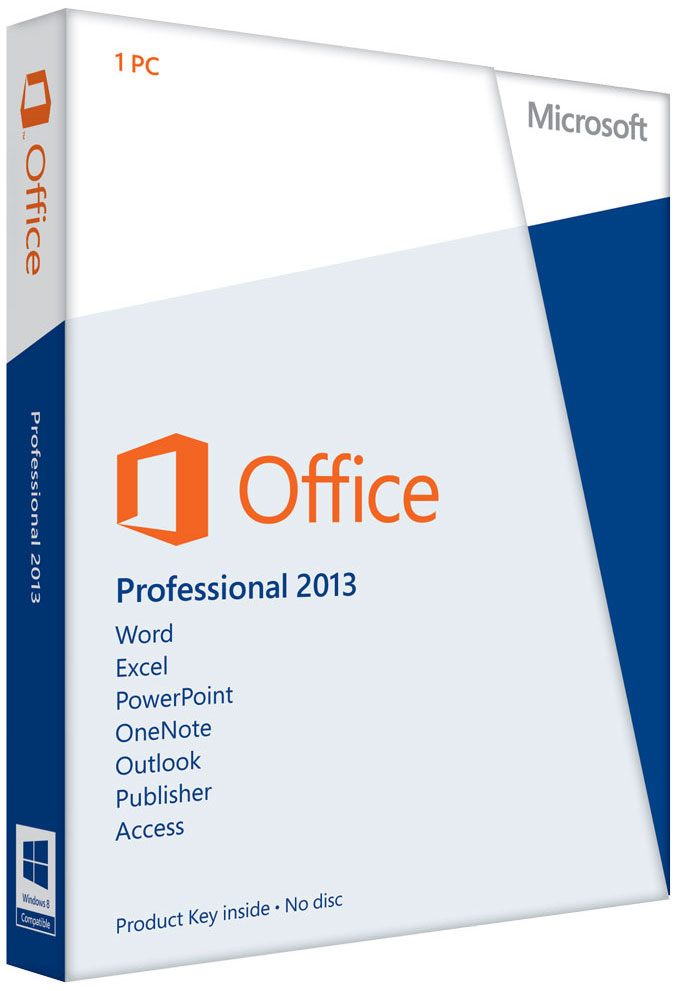 1 PC
Microsoft
™ Office
Professional 2013
Office
Professional 2013
Word
Excel
PowerPoint
OneNote
Outlook
Publisher
Access
Product Key inside • No disc
Windows 8
Compatible